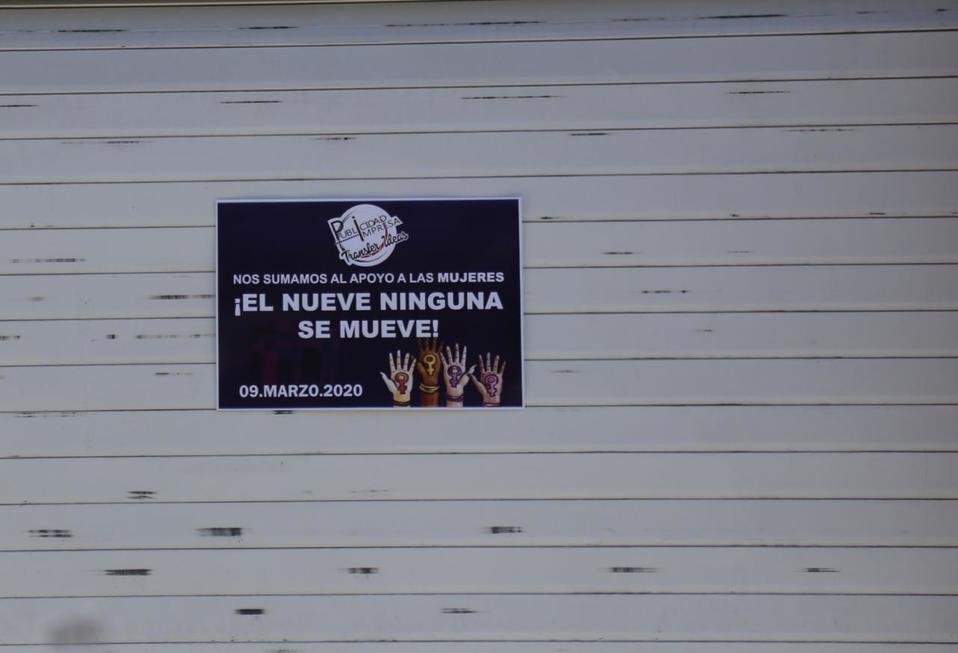 PUBLICIDAD
IMPRESA
Transfer Ideas
NOS SUMAMOS AL APOYO A LAS MUJERES
¡EL NUEVE NINGUNA
SE MUEVE!
09.MARZO.2020